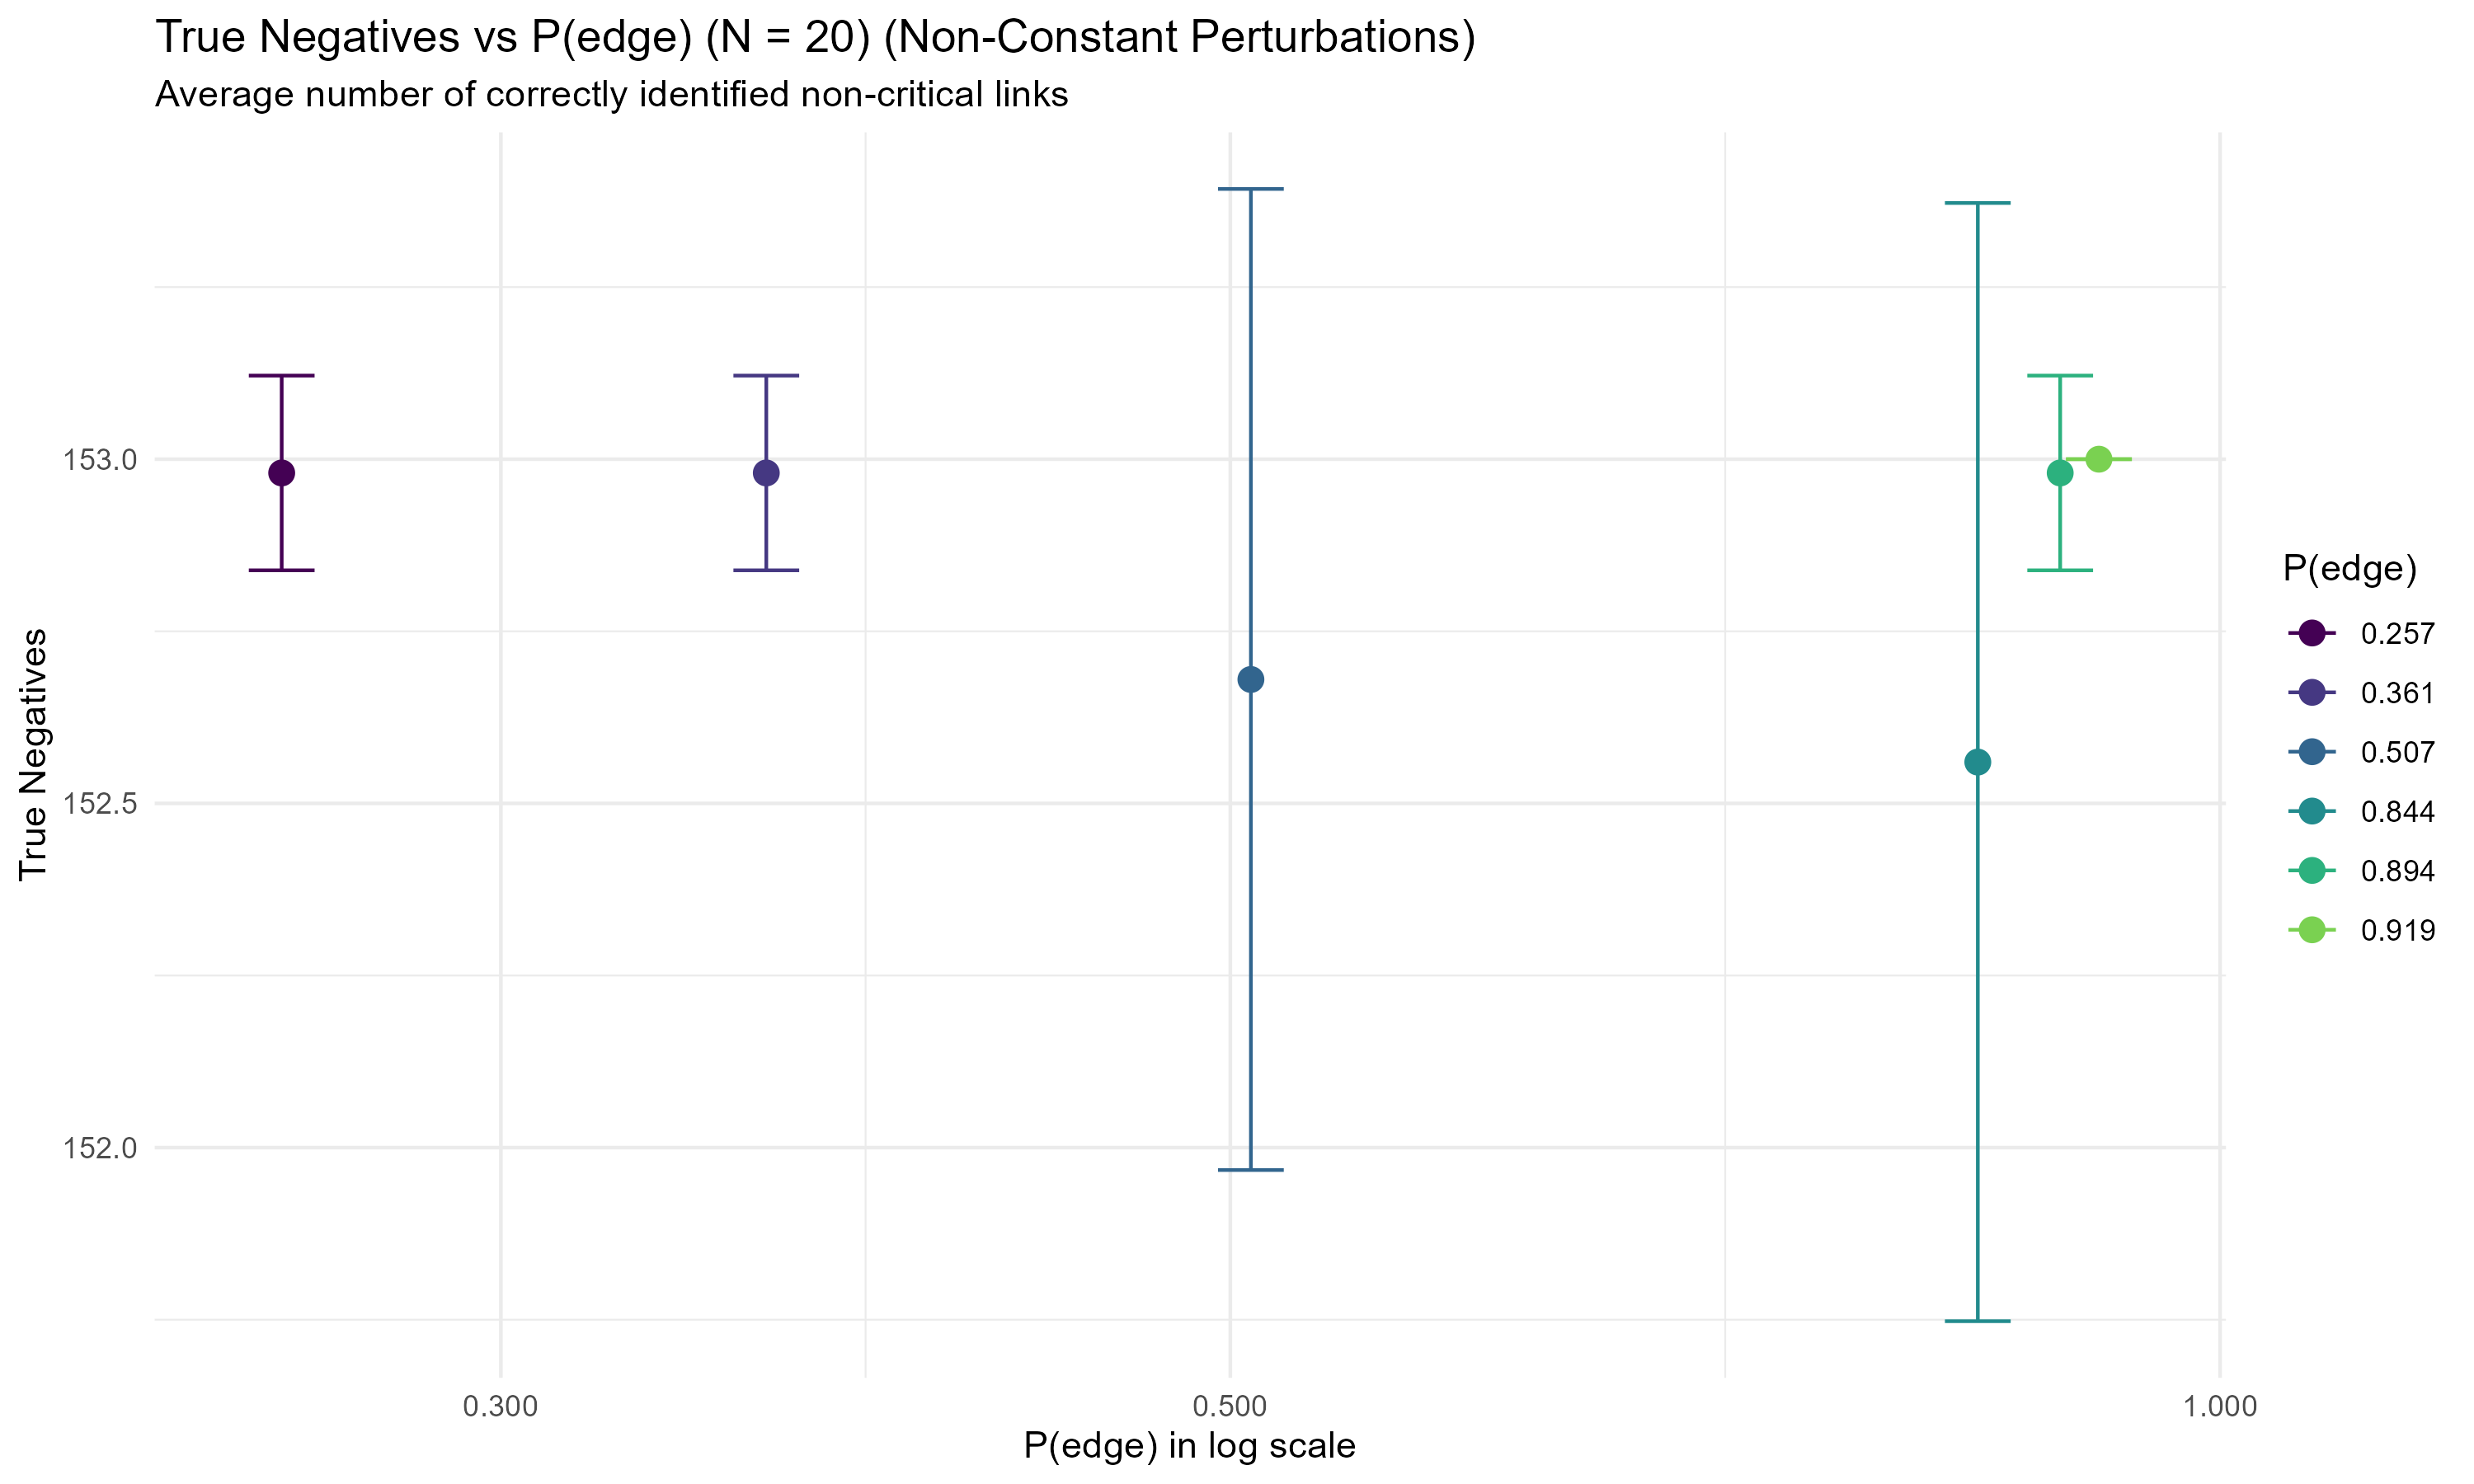 True Negatives vs P(edge) (N = 20) (Non-Constant Perturbations)
Average number of correctly identified non-critical links
True Negatives
153.0
152.5
152.0
0.300
0.500
1.000
P(edge) in log scale
P(edge)
0.257
0.361
0.507
0.844
0.894
0.919